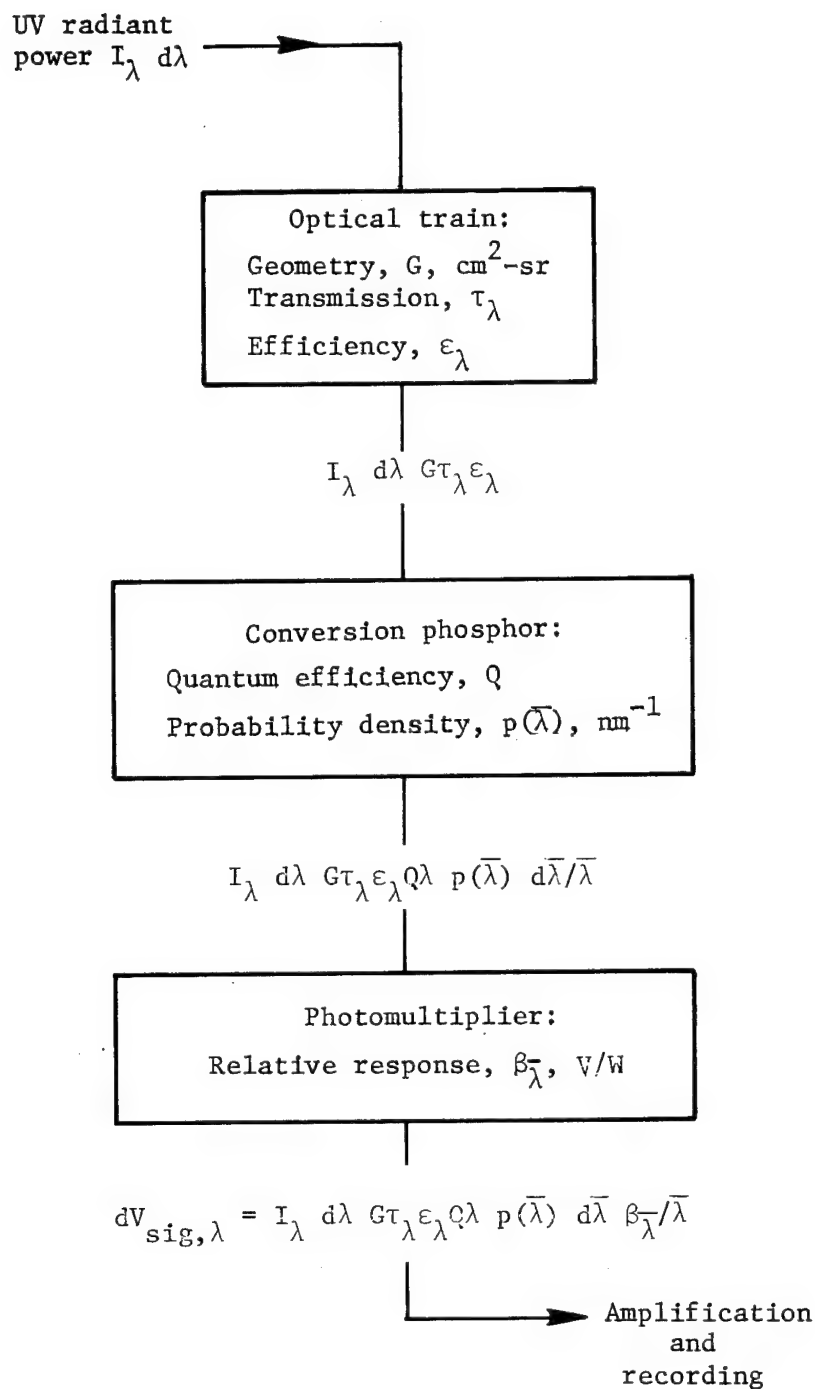 UV radiant
power I_λ dλ
Optical train:
Geometry, G, cm²-sr
Transmission, τ_λ
Efficiency, ε_λ
I_λ dλ Gτ_λε_λ
Conversion phosphor:
Quantum efficiency, Q
Probability density, p(λ̄), nm⁻¹
I_λ dλ Gτ_λε_λQλ p(λ̄) dλ̄/λ̄
Photomultiplier:
Relative response, β_λ̄, V/W
dV_sig,λ = I_λ dλ Gτ_λε_λQλ p(λ̄) dλ̄ β_λ̄/λ̄
Amplification
and
recording